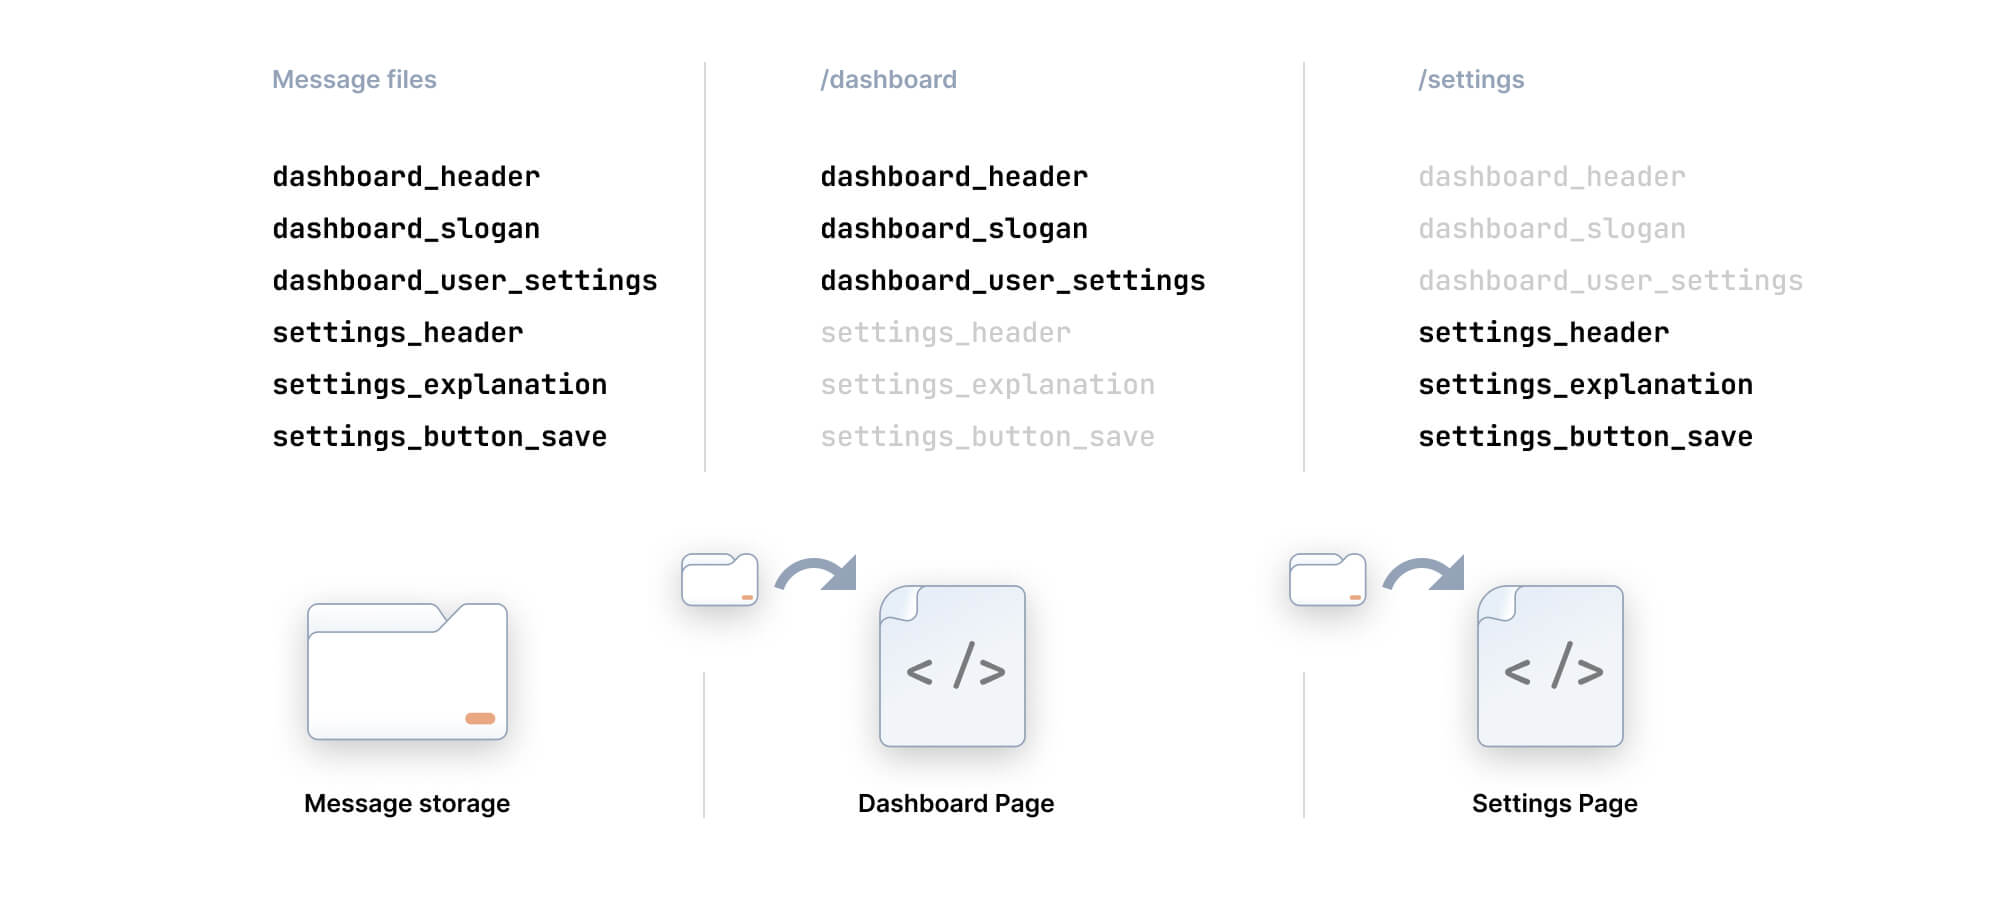 Message files
dashboard_header
dashboard_slogan
dashboard_user_settings
settings_header
settings_explanation
settings_button_save
/dashboard
dashboard_header
dashboard_slogan
dashboard_user_settings
settings_header
settings_explanation
settings_button_save
/settings
dashboard_header
dashboard_slogan
dashboard_user_settings
settings_header
settings_explanation
settings_button_save
Message storage
</>
Dashboard Page
</>
Settings Page